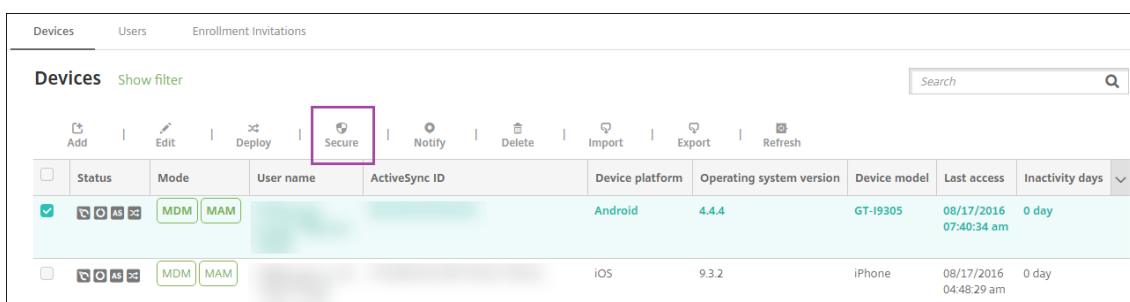 Devices Users Enrollment Invitations
Devices Show filter Search
Add | Edit | Deploy | Secure | Notify | Delete | Import | Export | Refresh
Status Mode User name ActiveSync ID Device platform Operating system version Device model Last access Inactivity days
AS MDM MAM Android 4.4.4 GT-I9305 08/17/2016 0 day
07:40:34 am
AS MDM MAM iOS 9.3.2 iPhone 08/17/2016 0 day
04:48:29 am